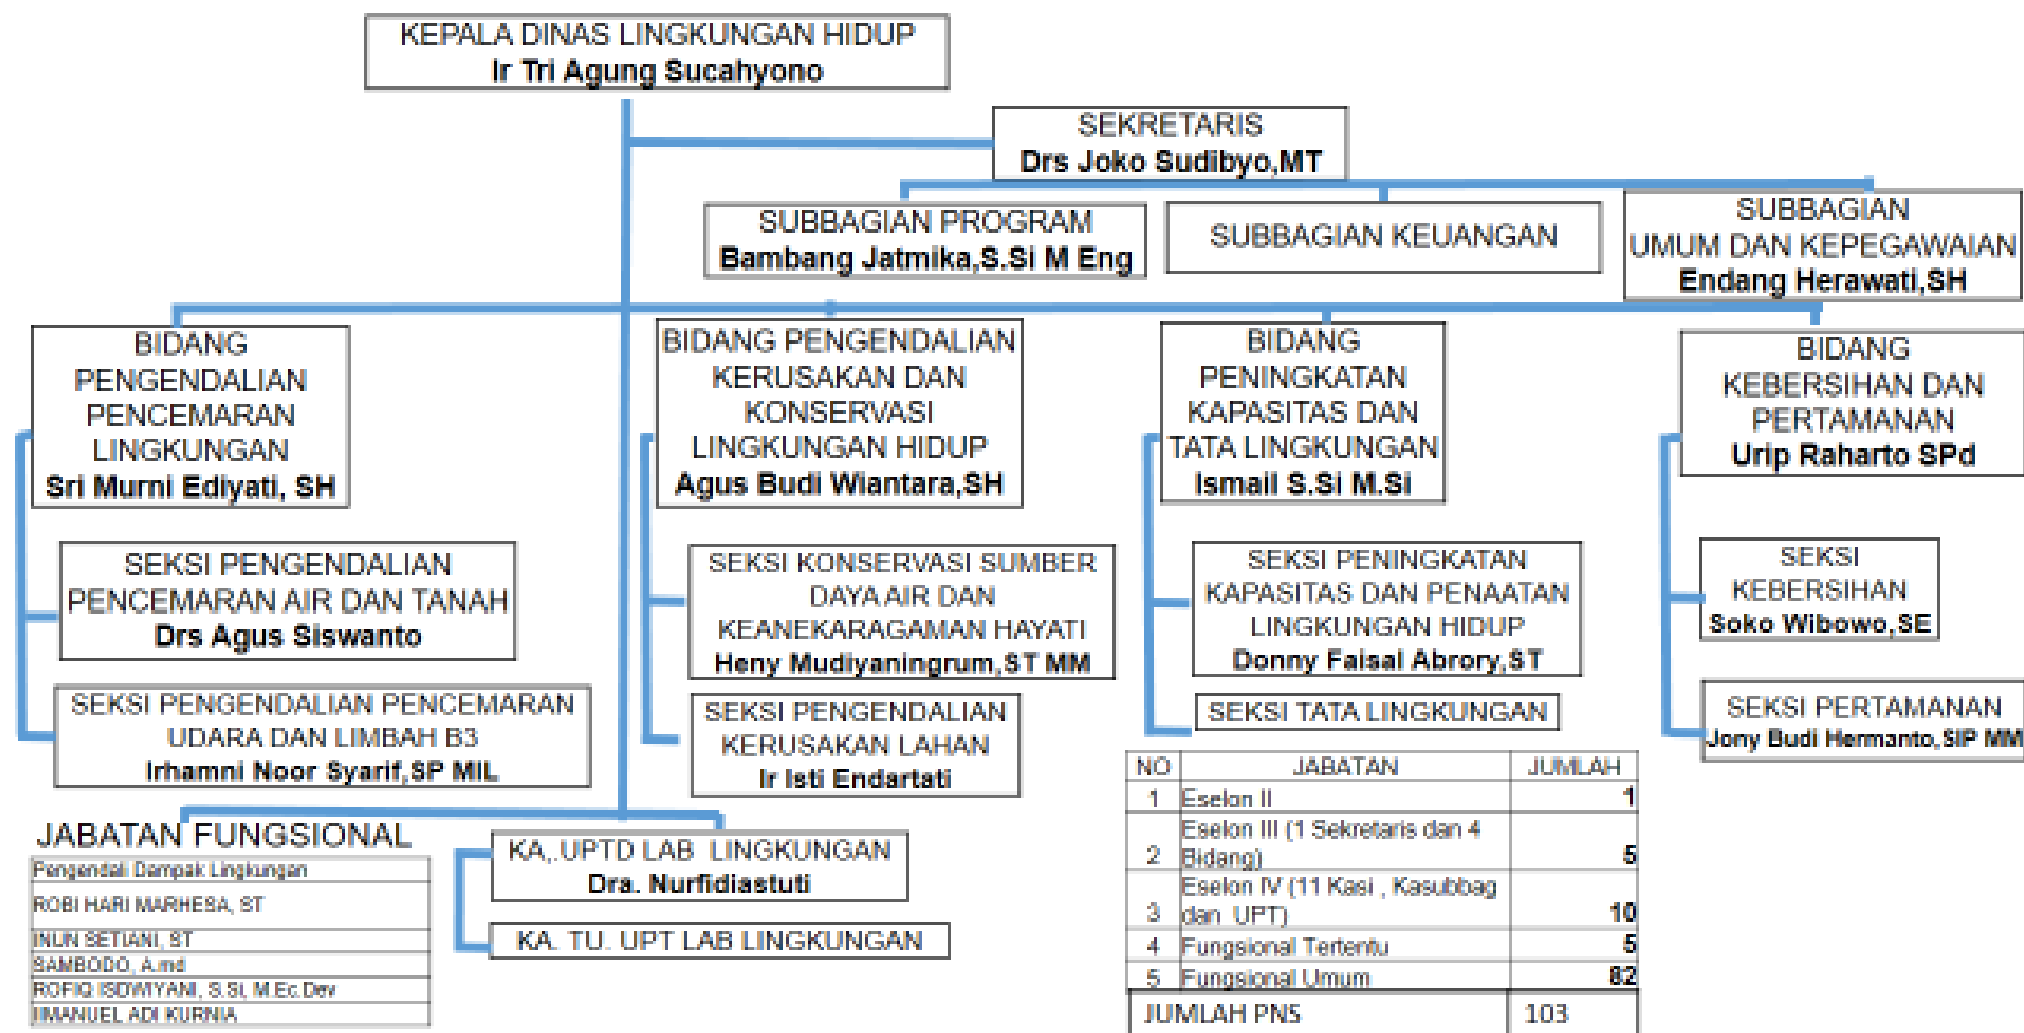 KEPALA DINAS LINGKUNGAN HIDUP
Ir Tri Agung Sucahyono
SEKRETARIS
Drs Joko Sudibyo,MT
SUBBAGIAN PROGRAM
Bambang Jatmika,S.Si M Eng
SUBBAGIAN KEUANGAN
SUBBAGIAN
UMUM DAN KEPEGAWAIAN
Endang Herawati,SH
BIDANG
PENGENDALIAN
PENCEMARAN
LINGKUNGAN
Sri Murni Ediyati, SH
BIDANG PENGENDALIAN
KERUSAKAN DAN
KONSERVASI
LINGKUNGAN HIDUP
Agus Budi Wiantara,SH
BIDANG
PENINGKATAN
KAPASITAS DAN
TATA LINGKUNGAN
Ismail S.Si M.Si
BIDANG
KEBERSIHAN DAN
PERTAMANAN
Urip Raharto SPd
SEKSI PENGENDALIAN
PENCEMARAN AIR DAN TANAH
Drs Agus Siswanto
SEKSI KONSERVASI SUMBER
DAYA AIR DAN
KEANEKARAGAMAN HAYATI
Heny Mudiyaningrum,ST MM
SEKSI PENINGKATAN
KAPASITAS DAN PENAATAN
LINGKUNGAN HIDUP
Donny Faisal Abrory,ST
SEKSI
KEBERSIHAN
Soko Wibowo,SE
SEKSI PENGENDALIAN PENCEMARAN
UDARA DAN LIMBAH B3
Irhamni Noor Syarif,SP MIL
SEKSI PENGENDALIAN
KERUSAKAN LAHAN
Ir Isti Endartati
SEKSI TATA LINGKUNGAN
SEKSI PERTAMANAN
Jony Budi Hermanto,SIP MM
JABATAN FUNGSIONAL
Pengendali Dampak Lingkungan
ROBI HARI MARHESA, ST
INUN SETIANI, ST
SAMBODO, A.md
ROFIQ ISDWIYANI, S.Si, M.Ec.Dev
IMANUEL ADI KURNIA
KA,.UPTD LAB LINGKUNGAN
Dra. Nurfidiastuti
KA. TU. UPT LAB LINGKUNGAN
NO JABATAN JUMLAH
1 Eselon II 1
Eselon III (1 Sekretaris dan 4
2 Bidang) 5
Eselon IV (11 Kasi , Kasubbag
3 dan UPT) 10
4 Fungsional Tertentu 5
5 Fungsional Umum 82
JUMLAH PNS 103